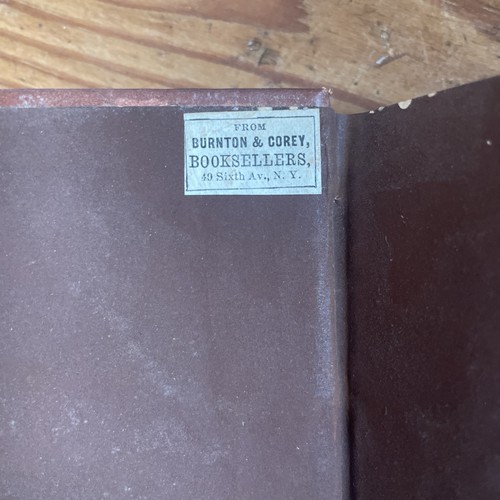 FROM
BURNTON & COREY,
BOOKSELLERS,
49 Sixth Av., N. Y.